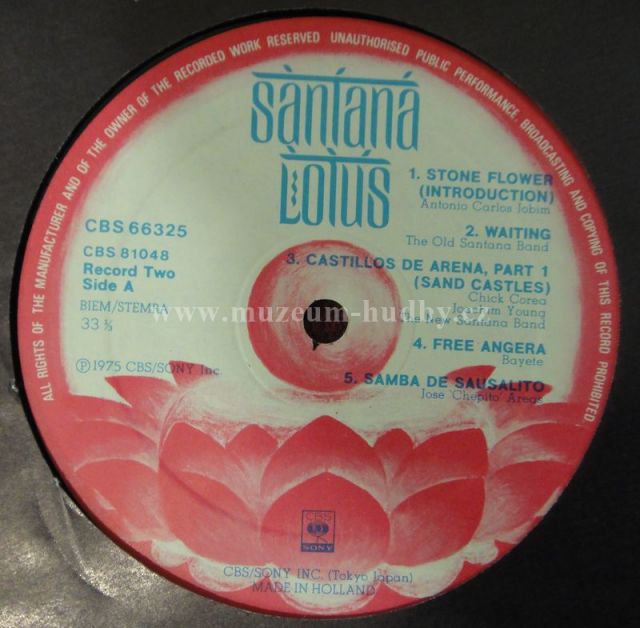 ALL RIGHTS OF THE MANUFACTURER AND OF THE OWNER OF THE RECORDED WORK RESERVED UNAUTHORISED PUBLIC PERFORMANCE BROADCASTING AND COPYING OF THIS RECORD PROHIBITED
Santana
Lotus
1. STONE FLOWER
(INTRODUCTION)
Antonio Carlos Jobim
CBS 66325
2. WAITING
The Old Santana Band
CBS 81048
Record Two
Side A
3. CASTILLOS DE ARENA, PART 1
(SAND CASTLES)
Chick Corea
Joachim Young
The New Santana Band
BIEM/STEMRA
33 ⅓
www.muzeum-hudby.cz
4. FREE ANGERA
Bayete
℗ 1975 CBS/SONY Inc.
5. SAMBA DE SAUSALITO
Jose 'Chepito' Areas
CBS
SONY
CBS/SONY INC. (Tokyo Japan)
MADE IN HOLLAND